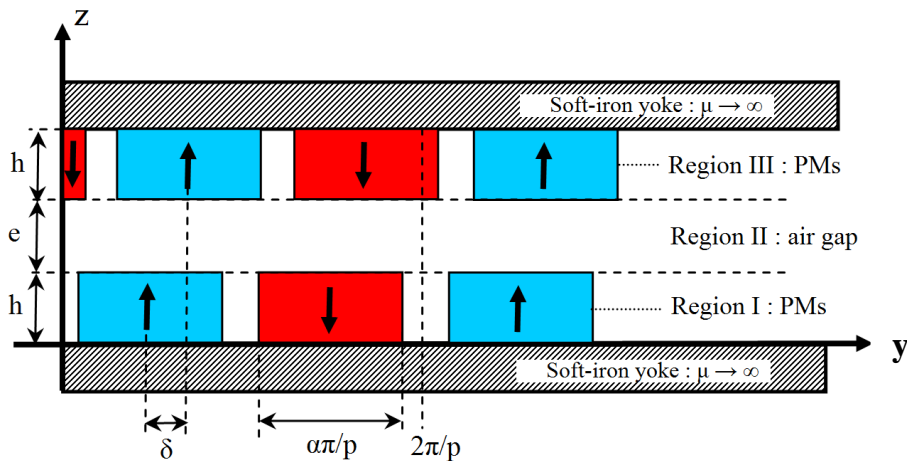 z
Soft-iron yoke : μ → ∞
h
Region III : PMs
e
Region II : air gap
h
Region I : PMs
y
Soft-iron yoke : μ → ∞
δ
απ/p
2π/p